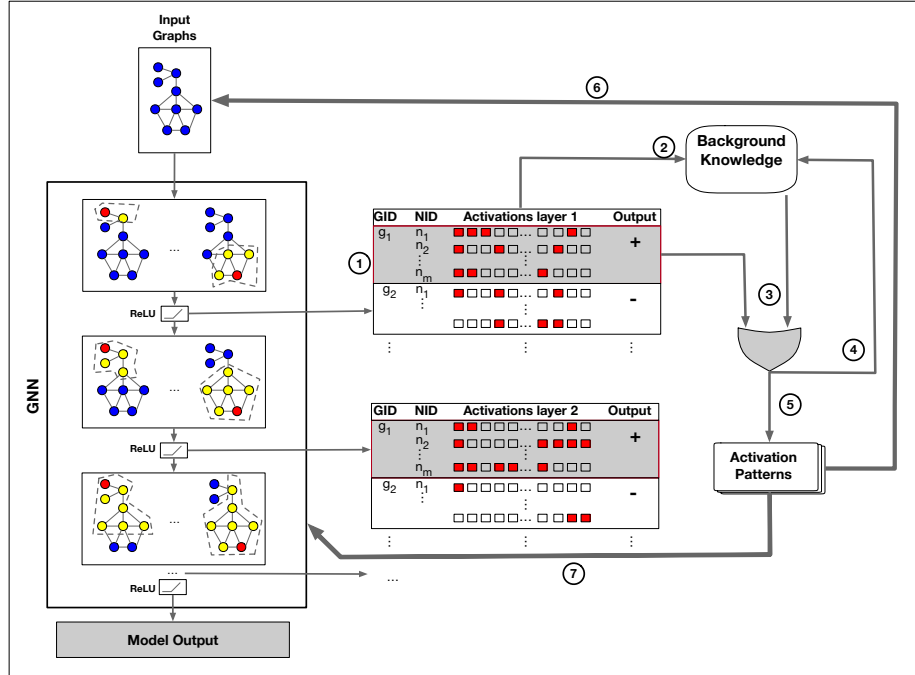 Input
Graphs
6
2
Background
Knowledge
GID NID Activations layer 1 Output
g1 n1 ... +
n2 ...
⋮ ⋮
nm ...
1
g2 n1 ... -
⋮ ⋮
...
⋮ ⋮ ⋮
3
4
5
...
ReLU
GNN
...
ReLU
GID NID Activations layer 2 Output
g1 n1 ... +
n2 ...
⋮ ⋮
nm ...
g2 n1 ... -
⋮ ⋮
...
⋮ ⋮ ⋮
Activation
Patterns
...
7
... ...
ReLU
Model Output